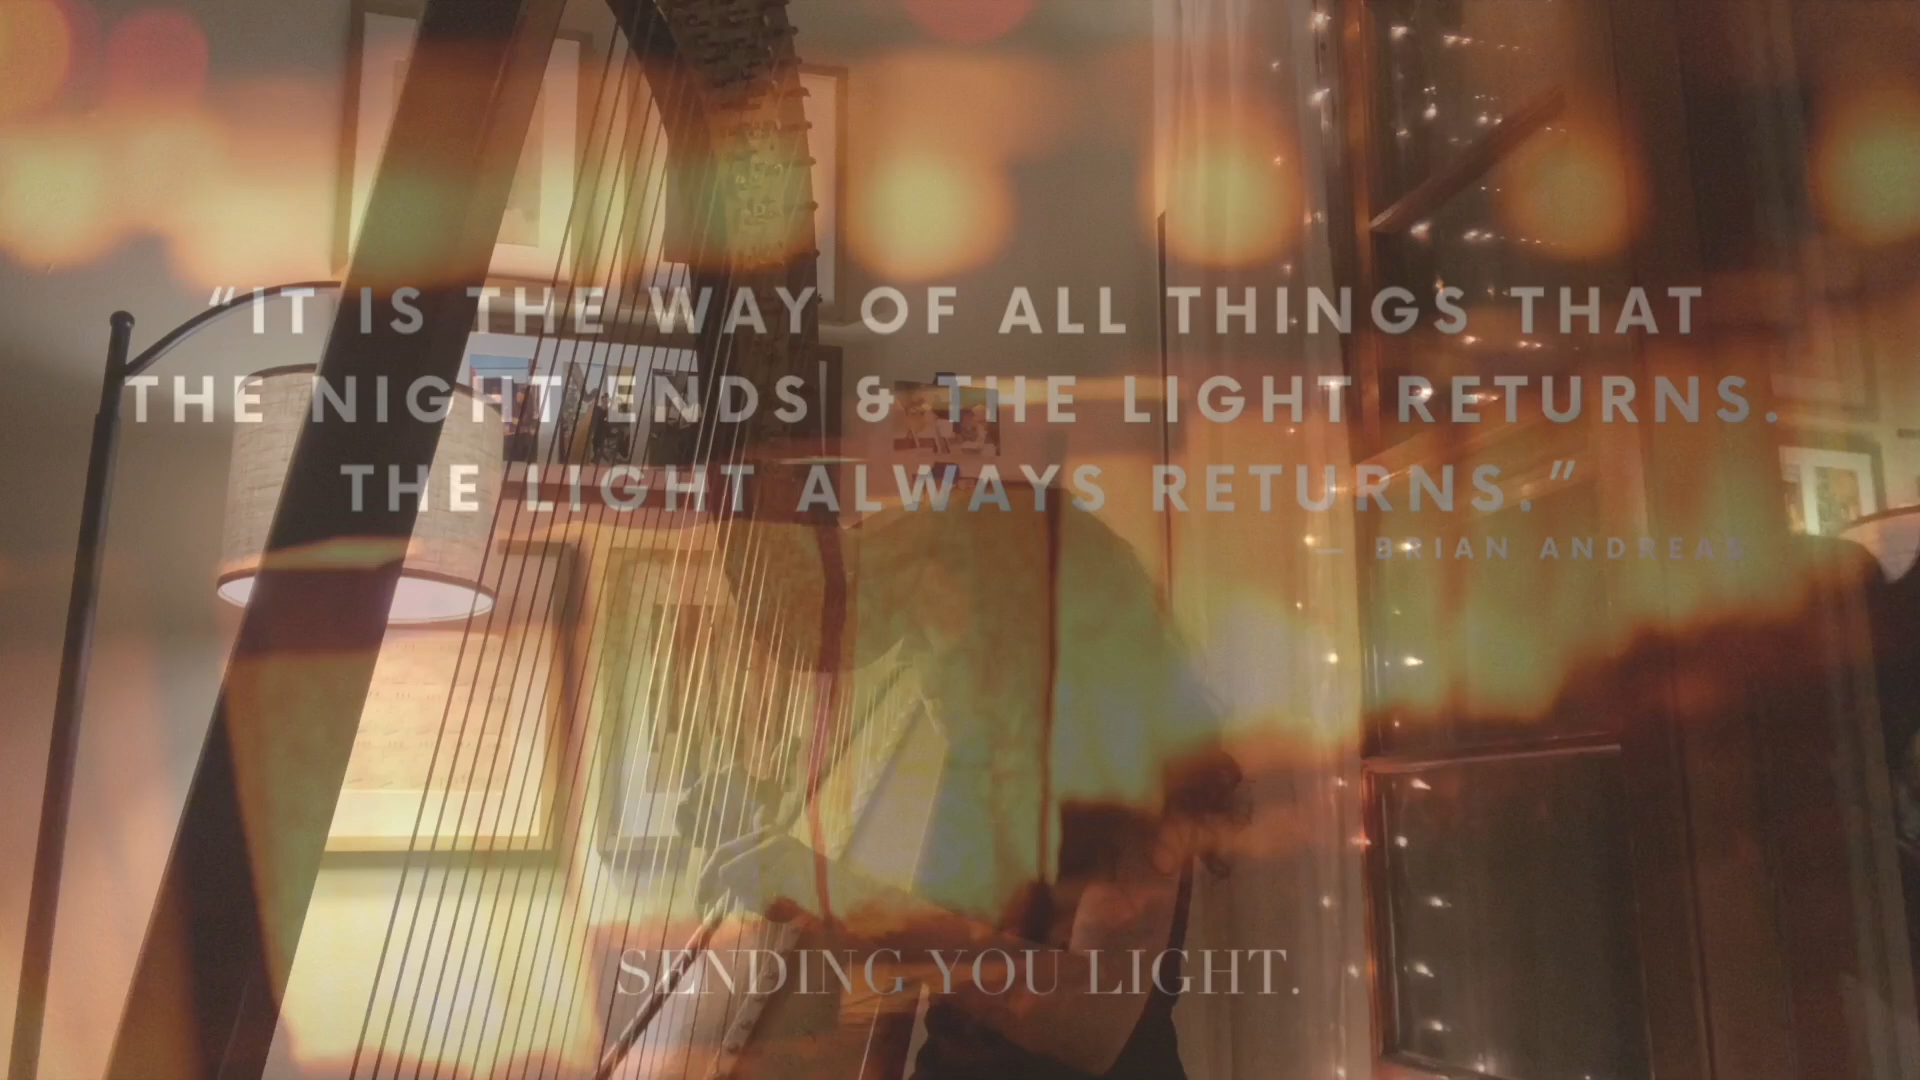 “IT IS THE WAY OF ALL THINGS THAT
THE NIGHT ENDS & THE LIGHT RETURNS.
THE LIGHT ALWAYS RETURNS.”
— BRIAN ANDREAS
SENDING YOU LIGHT.